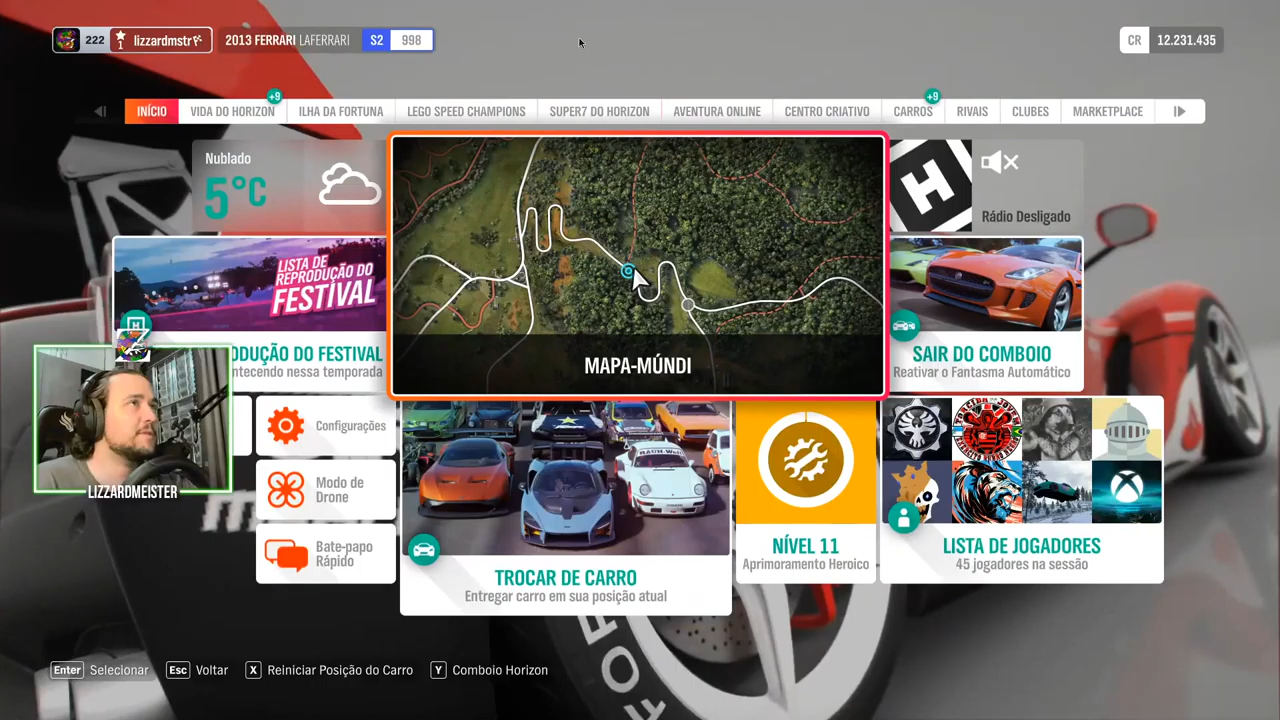 222
1
lizzardmstr
2013 FERRARI LAFERRARI
S2 998
CR 12.231.435
INÍCIO
VIDA DO HORIZON
+9
ILHA DA FORTUNA
LEGO SPEED CHAMPIONS
SUPER7 DO HORIZON
AVENTURA ONLINE
CENTRO CRIATIVO
CARROS
+9
RIVAIS
CLUBES
MARKETPLACE
Nublado
5°C
MAPA-MÚNDI
H
Rádio Desligado
LISTA DE
REPRODUÇÃO DO
FESTIVAL
H
ODUÇÃO DO FESTIVAL
ntecendo nessa temporada
SAIR DO COMBOIO
Reativar o Fantasma Automático
LIZZARDMEISTER
Configurações
Modo de
Drone
Bate-papo
Rápido
TROCAR DE CARRO
Entregar carro em sua posição atual
NÍVEL 11
Aprimoramento Heroico
LISTA DE JOGADORES
45 jogadores na sessão
Enter Selecionar
Esc Voltar
X Reiniciar Posição do Carro
Y Comboio Horizon